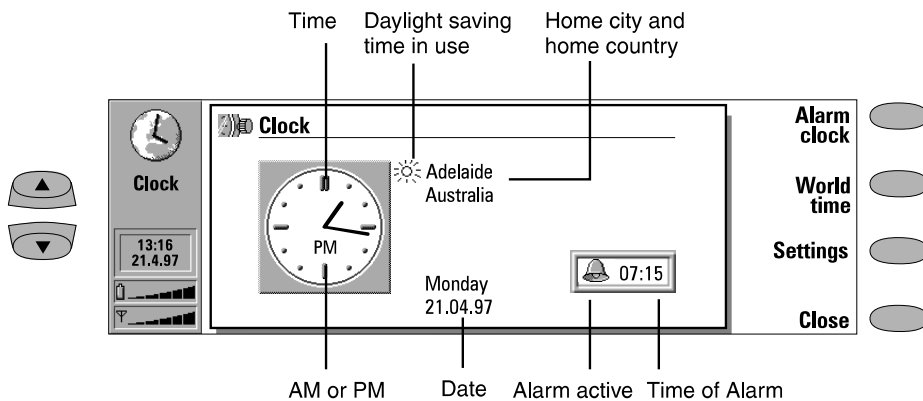 Time
Daylight saving
time in use
Home city and
home country
Clock
13:16
21.4.97
Clock
Adelaide
Australia
PM
Monday
21.04.97
07:15
Alarm
clock
World
time
Settings
Close
AM or PM
Date
Alarm active
Time of Alarm